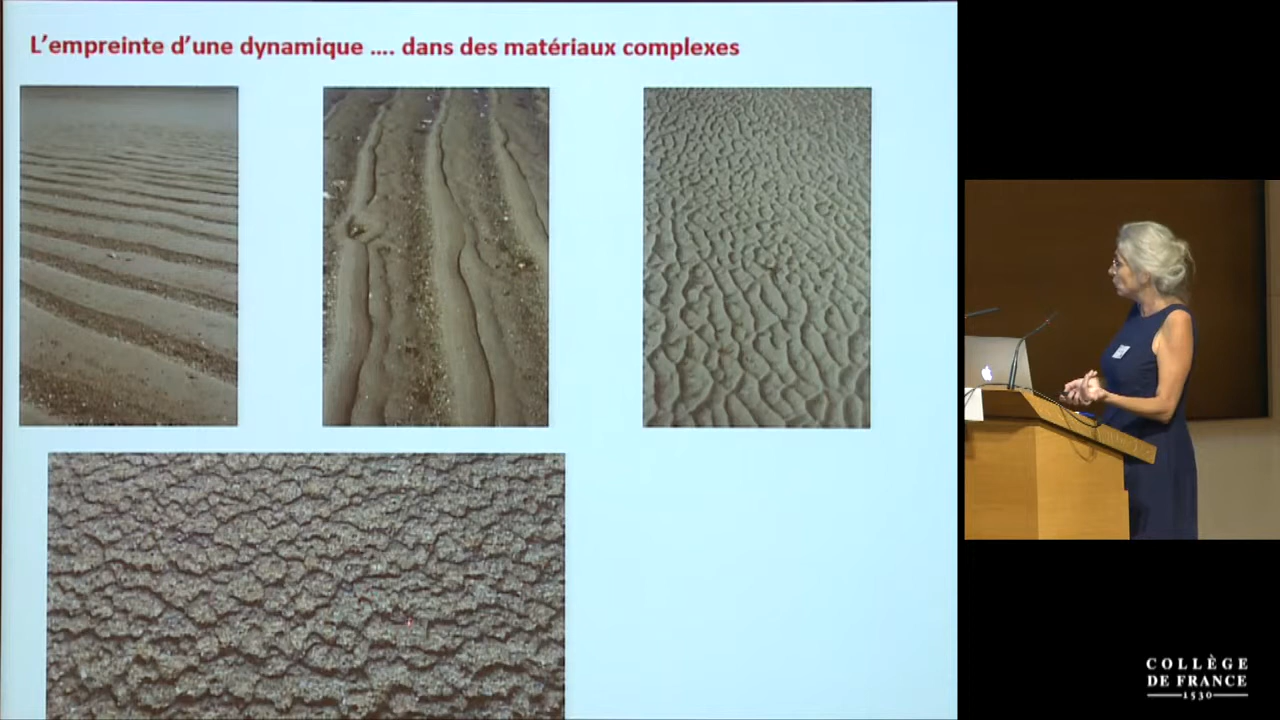 L'empreinte d'une dynamique .... dans des matériaux complexes
COLLÈGE
DE FRANCE
1530